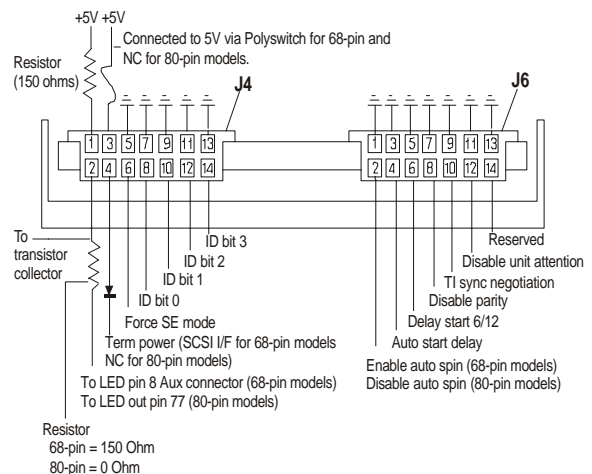 +5V +5V
Connected to 5V via Polyswitch for 68-pin and
NC for 80-pin models.
Resistor
(150 ohms)
J4
J6
1 3 5 7 9 11 13
2 4 6 8 10 12 14
1 3 5 7 9 11 13
2 4 6 8 10 12 14
To
transistor
collector
ID bit 3
ID bit 2
ID bit 1
ID bit 0
Force SE mode
Term power (SCSI I/F for 68-pin models
NC for 80-pin models)
To LED pin 8 Aux connector (68-pin models)
To LED out pin 77 (80-pin models)
Resistor
68-pin = 150 Ohm
80-pin = 0 Ohm
Reserved
Disable unit attention
TI sync negotiation
Disable parity
Delay start 6/12
Auto start delay
Enable auto spin (68-pin models)
Disable auto spin (80-pin models)